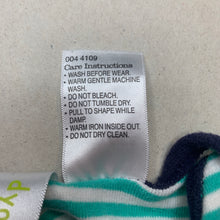 004 4109
Care Instructions
• WASH BEFORE WEAR.
• WARM GENTLE MACHINE
WASH.
• DO NOT BLEACH.
• DO NOT TUMBLE DRY.
• PULL TO SHAPE WHILE
DAMP.
• WARM IRON INSIDE OUT.
• DO NOT DRY CLEAN.